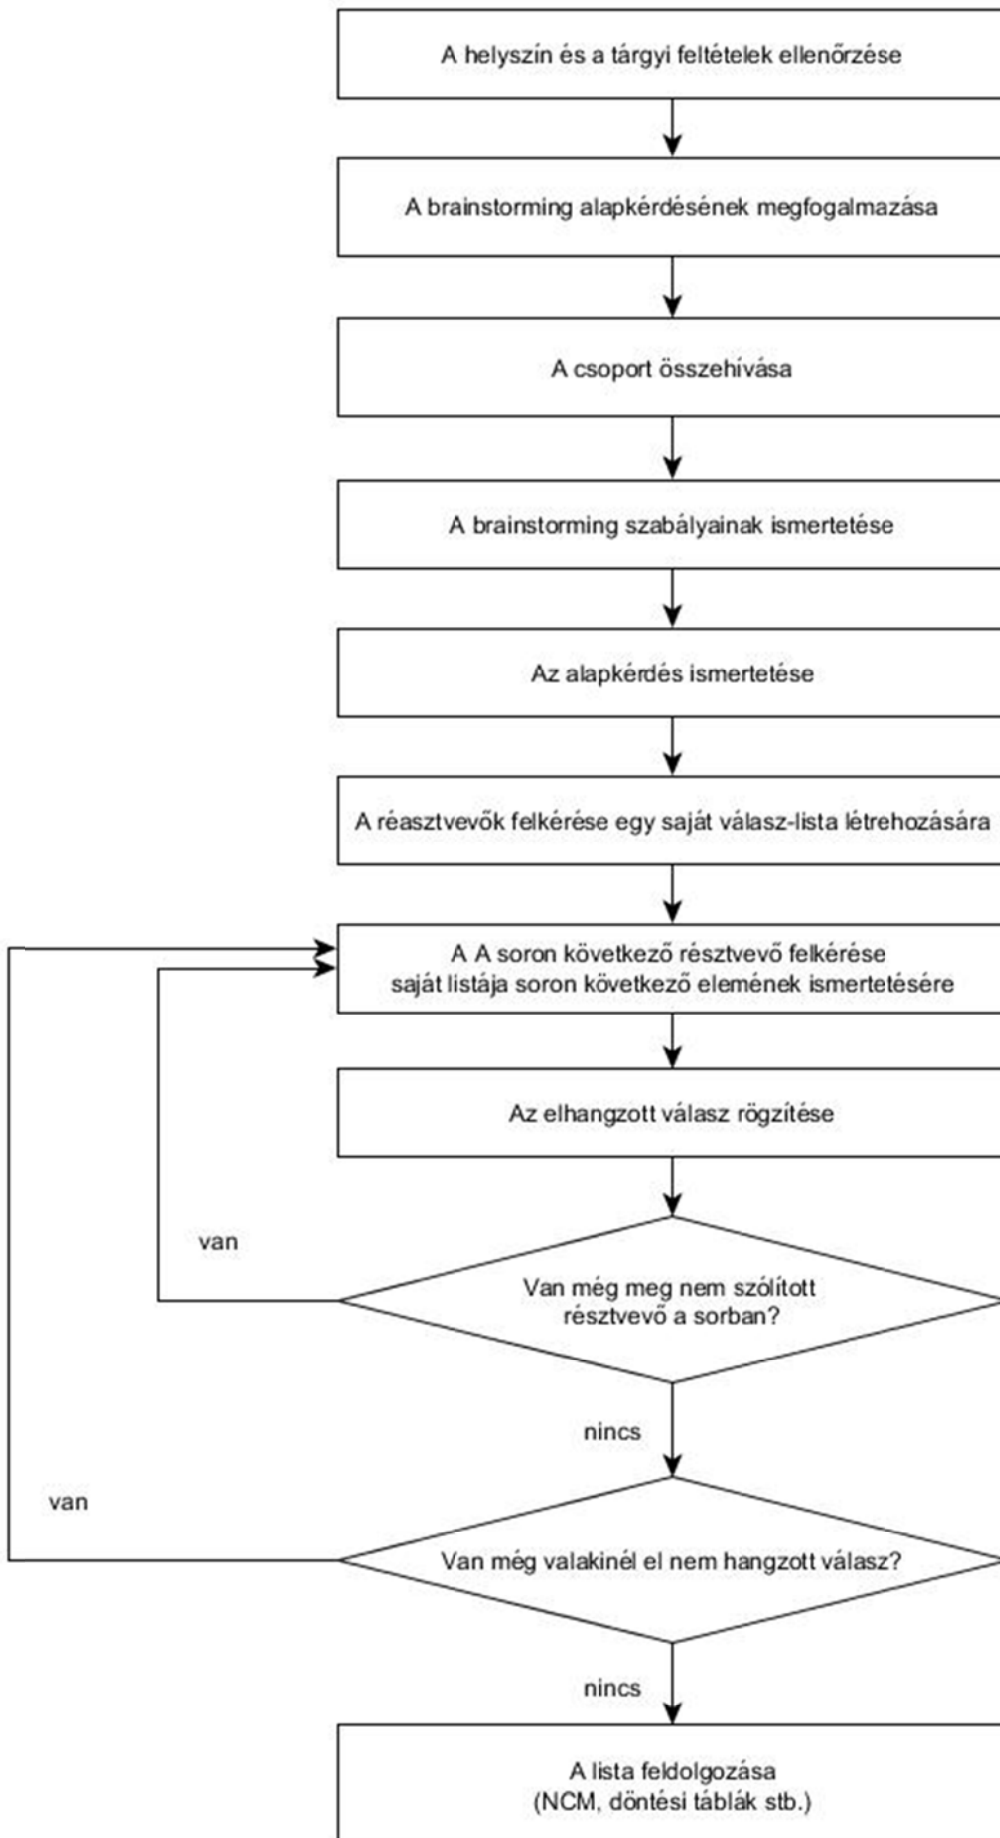 A helyszín és a tárgyi feltételek ellenőrzése
A brainstorming alapkérdésének megfogalmazása
A csoport összehívása
A brainstorming szabályainak ismertetése
Az alapkérdés ismertetése
A réasztvevők felkérése egy saját válasz-lista létrehozására
A A soron következő résztvevő felkérése
saját listája soron következő elemének ismertetésére
Az elhangzott válasz rögzítése
van
Van még meg nem szólított
résztvevő a sorban?
nincs
van
Van még valakinél el nem hangzott válasz?
nincs
A lista feldolgozása
(NCM, döntési táblák stb.)